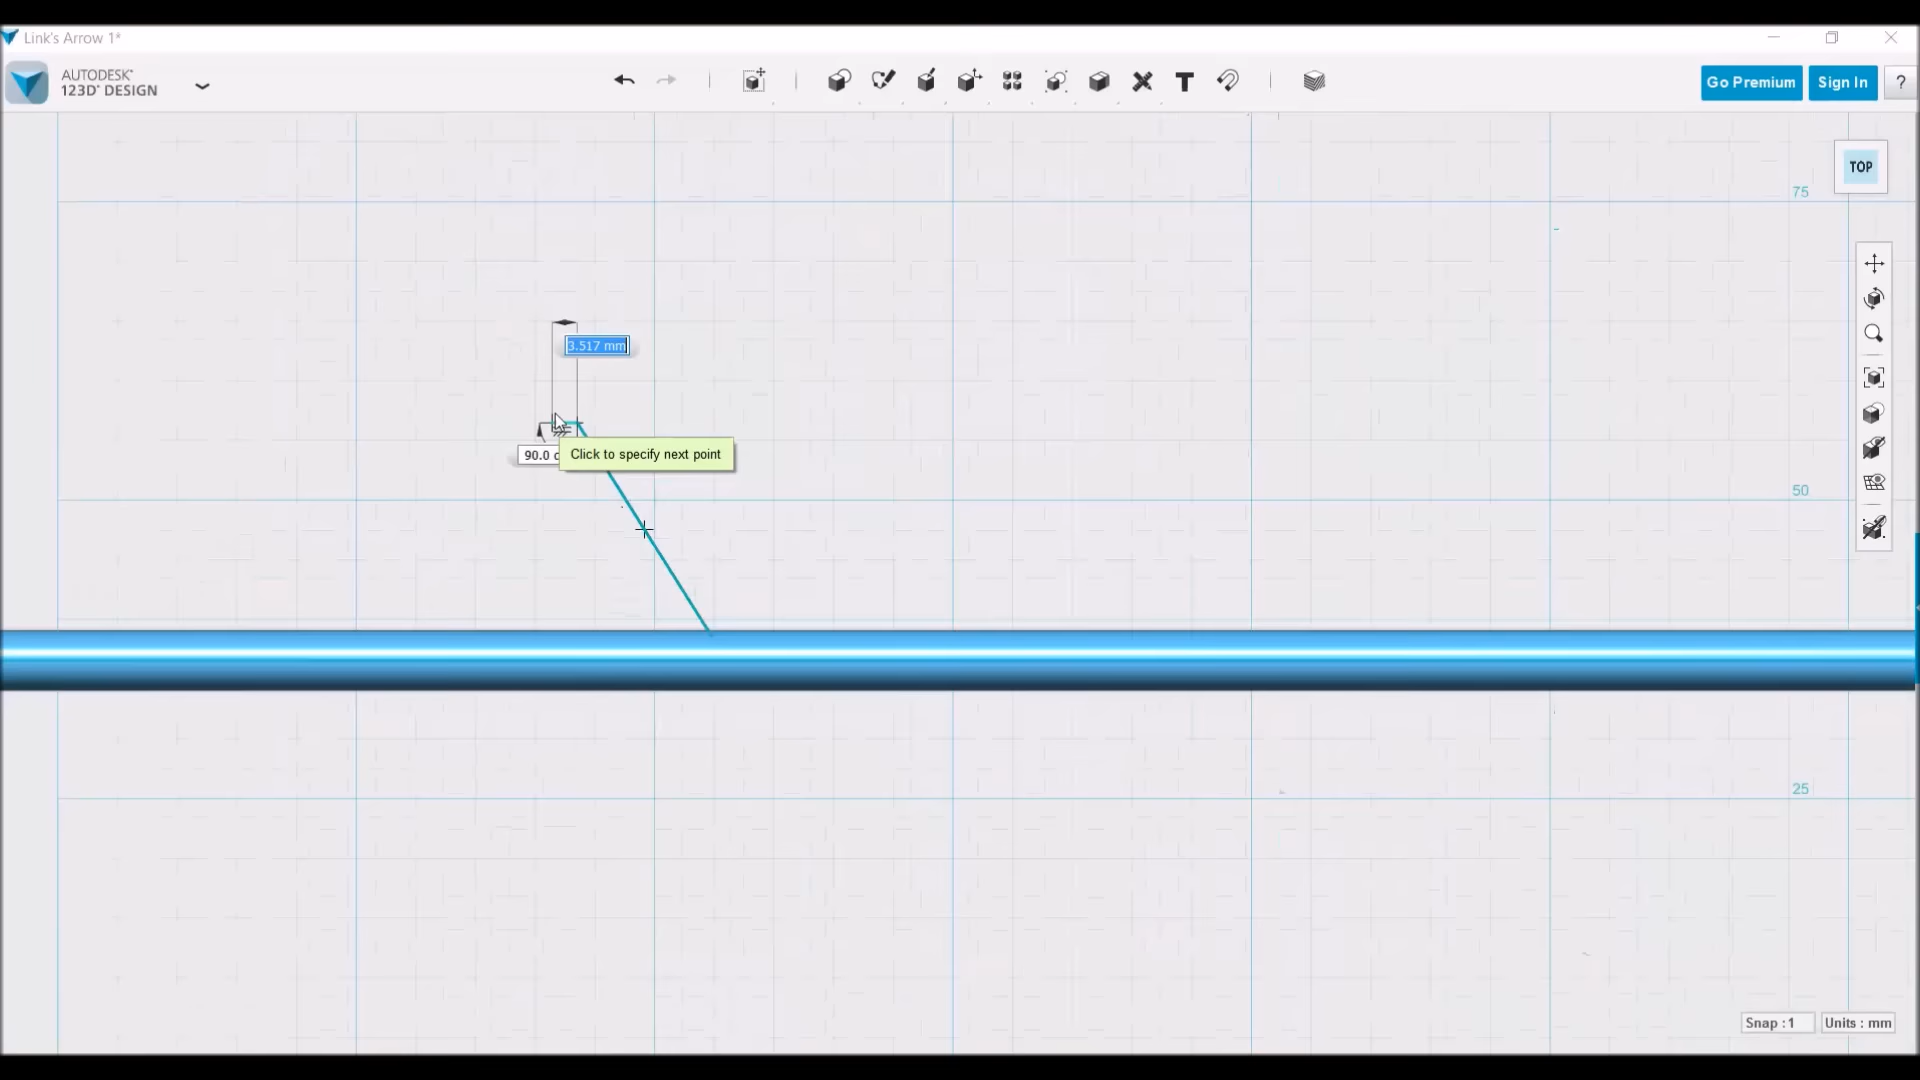 Link's Arrow 1*
AUTODESK®
123D® DESIGN
T
Go Premium
Sign In
?
TOP
75
3.517 mm
90.0
Click to specify next point
50
25
Snap : 1
Units : mm